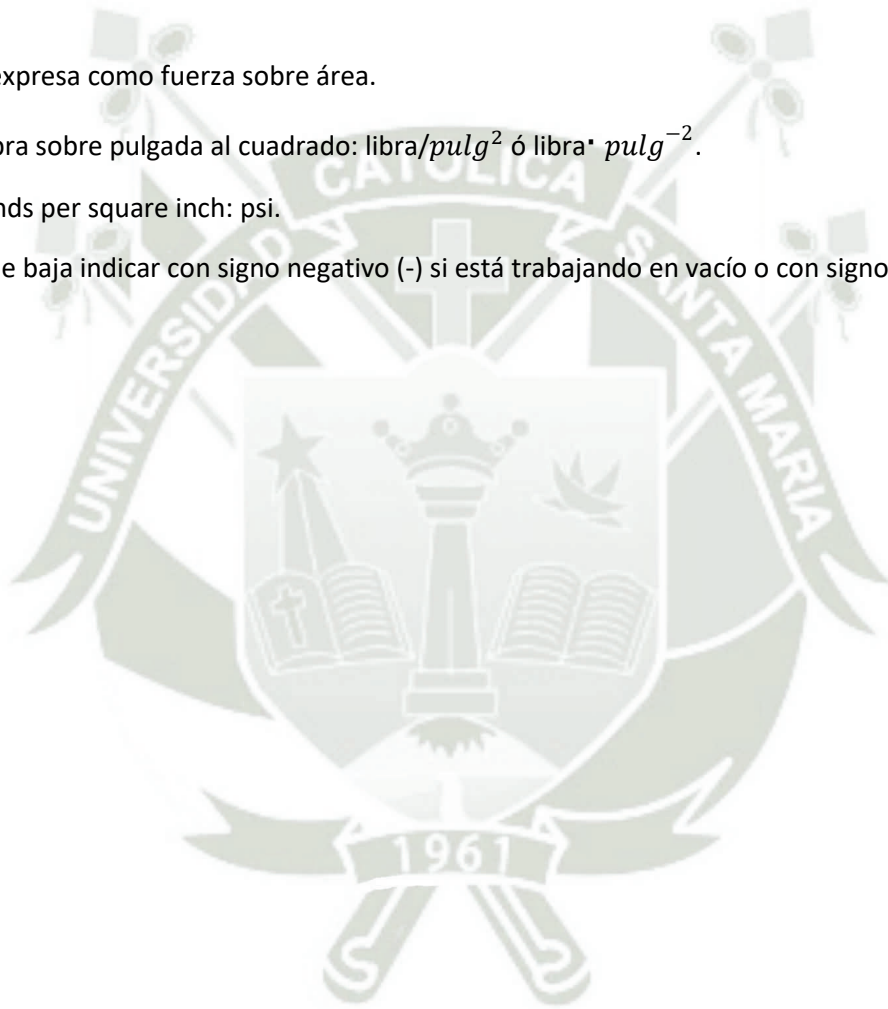 expresa como fuerza sobre área.
bra sobre pulgada al cuadrado: libra/𝑝𝑢𝑙𝑔² ó libra· 𝑝𝑢𝑙𝑔⁻².
nds per square inch: psi.
e baja indicar con signo negativo (-) si está trabajando en vacío o con signo
UNIVERSIDAD CATOLICA SANTA MARIA
1961